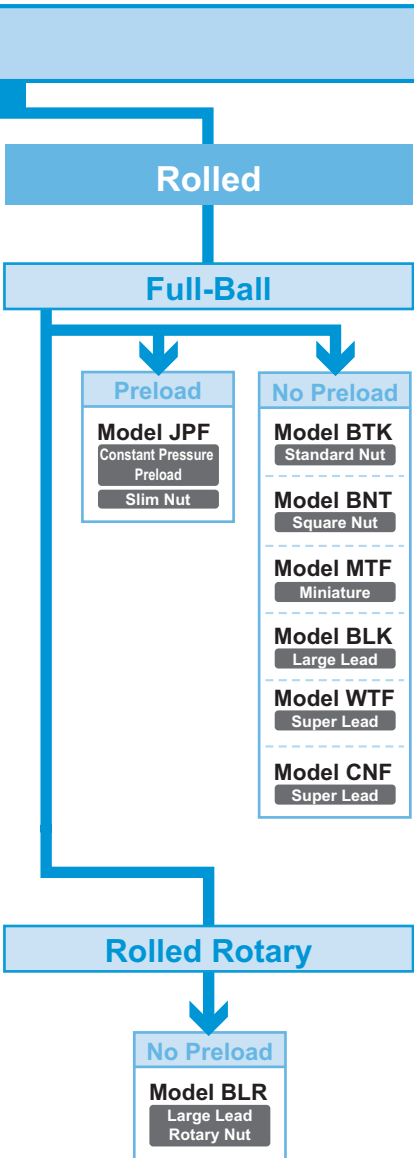 Rolled
Full-Ball
Preload
Model JPF
Constant Pressure
Preload
Slim Nut
No Preload
Model BTK
Standard Nut
Model BNT
Square Nut
Model MTF
Miniature
Model BLK
Large Lead
Model WTF
Super Lead
Model CNF
Super Lead
Rolled Rotary
No Preload
Model BLR
Large Lead
Rotary Nut